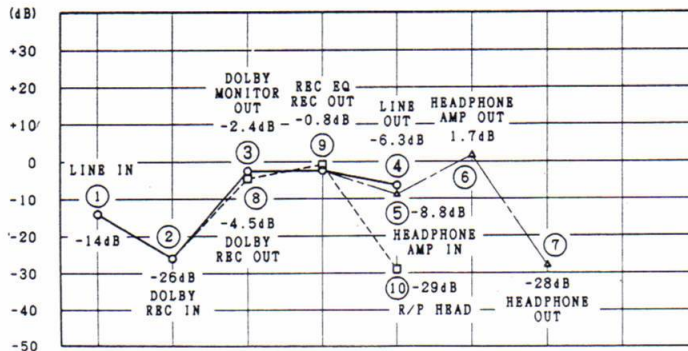 (dB)
+30
+20
+10
0
-10
-20
-30
-40
-50
LINE IN
①
-14dB
②
-26dB
DOLBY
REC IN
DOLBY
MONITOR
OUT
-2.4dB
③
⑧
-4.5dB
DOLBY
REC OUT
REC EQ
REC OUT
-0.8dB
⑨
LINE
OUT
-6.3dB
④
⑤ -8.8dB
HEADPHONE
AMP IN
⑩ -29dB
R/P HEAD
HEADPHONE
AMP OUT
1.7dB
⑥
⑦
-28dB
HEADPHONE
OUT